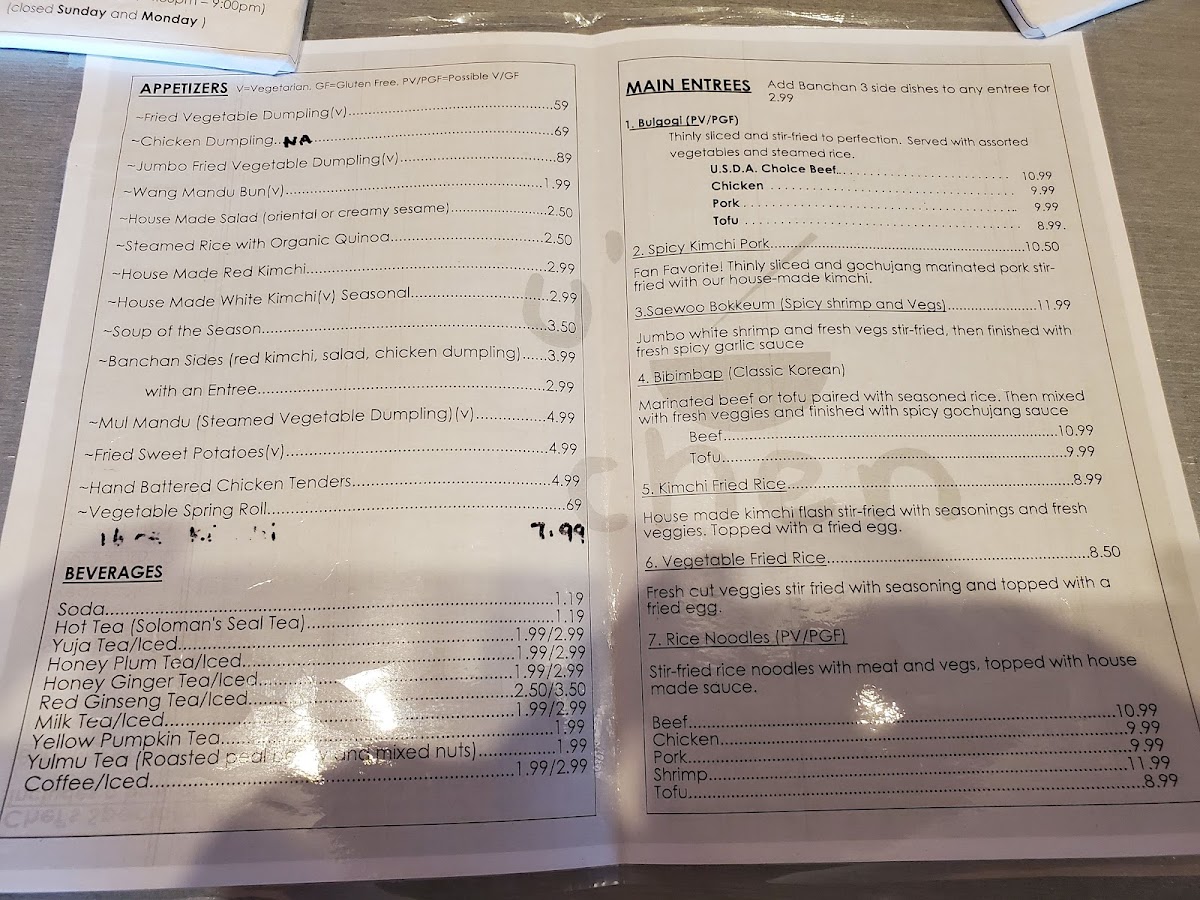 – 9:00pm)
(closed Sunday and Monday )
APPETIZERS V=Vegetarian, GF=Gluten Free, PV/PGF=Possible V/GF
~Fried Vegetable Dumpling(v)....59
~Chicken Dumpling.. NA ....69
~Jumbo Fried Vegetable Dumpling(v)....89
~Wang Mandu Bun(v)....1.99
~House Made Salad (oriental or creamy sesame)....2.50
~Steamed Rice with Organic Quinoa....2.50
~House Made Red Kimchi....2.99
~House Made White Kimchi(v) Seasonal....2.99
~Soup of the Season....3.50
~Banchan Sides (red kimchi, salad, chicken dumpling)......3.99
with an Entree....2.99
~Mul Mandu (Steamed Vegetable Dumpling)(v)....4.99
~Fried Sweet Potatoes(v)....4.99
~Hand Battered Chicken Tenders....4.99
~Vegetable Spring Roll....69
7.99
BEVERAGES
Soda....1.19
Hot Tea (Soloman's Seal Tea)....1.19
Yuja Tea/Iced....1.99/2.99
Honey Plum Tea/Iced....1.99/2.99
Honey Ginger Tea/Iced....1.99/2.99
Red Ginseng Tea/Iced....2.50/3.50
Milk Tea/Iced....1.99/2.99
Yellow Pumpkin Tea....1.99
Yulmu Tea (Roasted and mixed nuts)....1.99
Coffee/Iced....1.99/2.99
MAIN ENTREES Add Banchan 3 side dishes to any entree for
2.99
1. Bulgogi (PV/PGF)
Thinly sliced and stir-fried to perfection. Served with assorted
vegetables and steamed rice.
U.S.D.A. Choice Beef.... 10.99
Chicken .... 9.99
Pork.... 9.99
Tofu .... 8.99.
2. Spicy Kimchi Pork....10.50
Fan Favorite! Thinly sliced and gochujang marinated pork stir-
fried with our house-made kimchi.
3.Saewoo Bokkeum (Spicy shrimp and Vegs)....11.99
Jumbo white shrimp and fresh vegs stir-fried, then finished with
fresh spicy garlic sauce
4. Bibimbap (Classic Korean)
Marinated beef or tofu paired with seasoned rice. Then mixed
with fresh veggies and finished with spicy gochujang sauce
Beef....10.99
Tofu....9.99
5. Kimchi Fried Rice....8.99
House made kimchi flash stir-fried with seasonings and fresh
veggies. Topped with a fried egg.
6. Vegetable Fried Rice....8.50
Fresh cut veggies stir fried with seasoning and topped with a
fried egg.
7. Rice Noodles (PV/PGF)
Stir-fried rice noodles with meat and vegs, topped with house
made sauce.
Beef....10.99
Chicken....9.99
Pork....9.99
Shrimp....11.99
Tofu....8.99